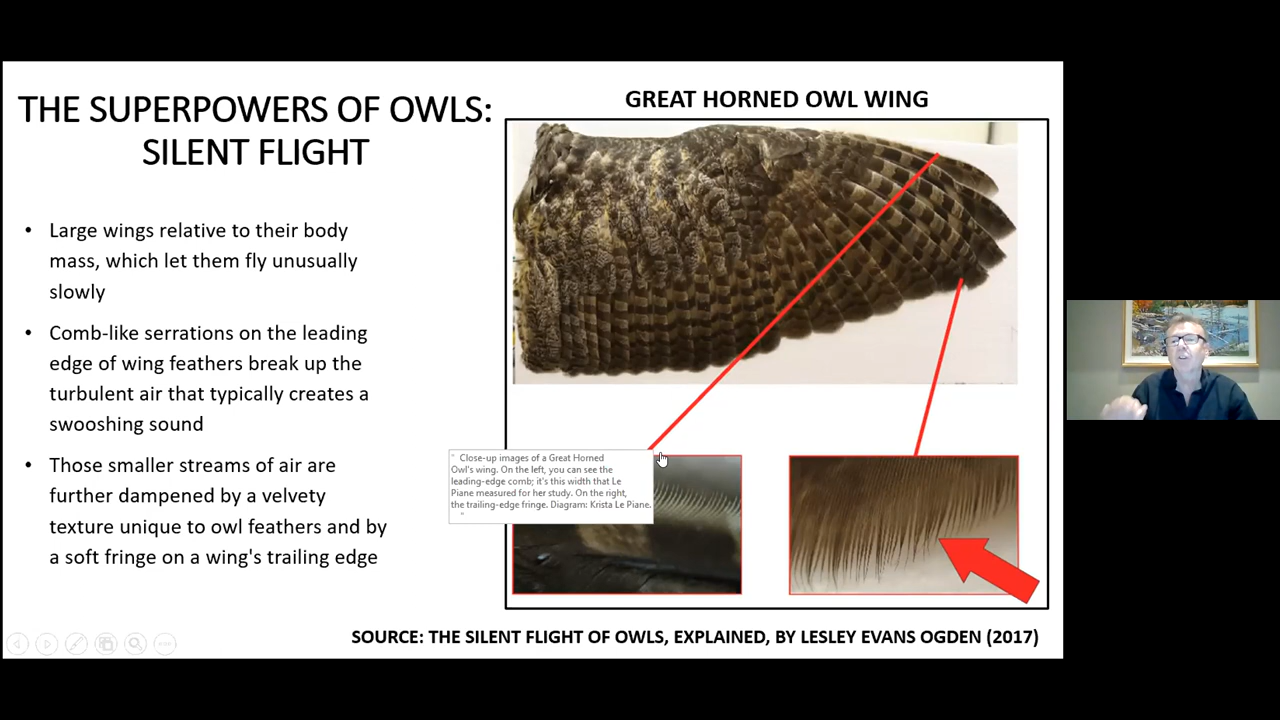 THE SUPERPOWERS OF OWLS:
SILENT FLIGHT
• Large wings relative to their body
mass, which let them fly unusually
slowly
• Comb-like serrations on the leading
edge of wing feathers break up the
turbulent air that typically creates a
swooshing sound
• Those smaller streams of air are
further dampened by a velvety
texture unique to owl feathers and by
a soft fringe on a wing's trailing edge
GREAT HORNED OWL WING
" Close-up images of a Great Horned
Owl's wing. On the left, you can see the
leading-edge comb; it's this width that Le
Piane measured for her study. On the right,
the trailing-edge fringe. Diagram: Krista Le Piane.
"
SOURCE: THE SILENT FLIGHT OF OWLS, EXPLAINED, BY LESLEY EVANS OGDEN (2017)